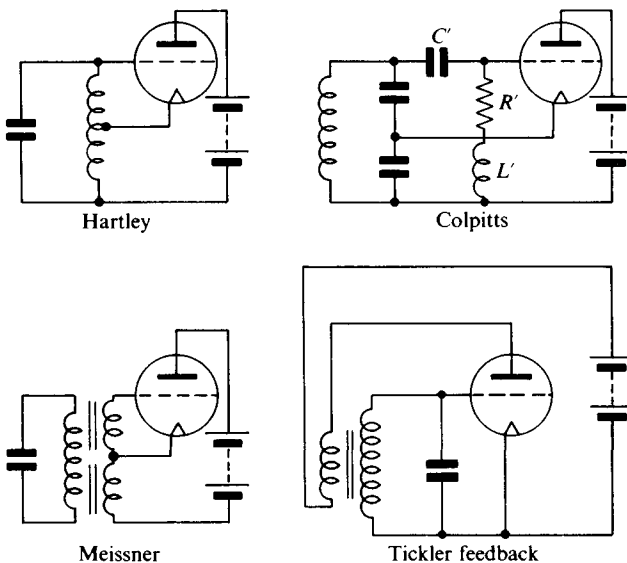 C′
R′
L′
Hartley
Colpitts
Meissner
Tickler feedback